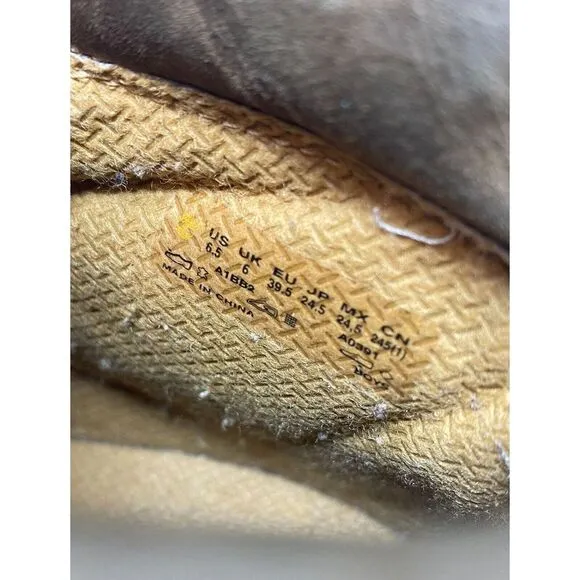 US UK EU JP MX CN
6.5 6 39.5 24.5 24.5 245(1)
A1BB2 A0391
MADE IN CHINA BOYS